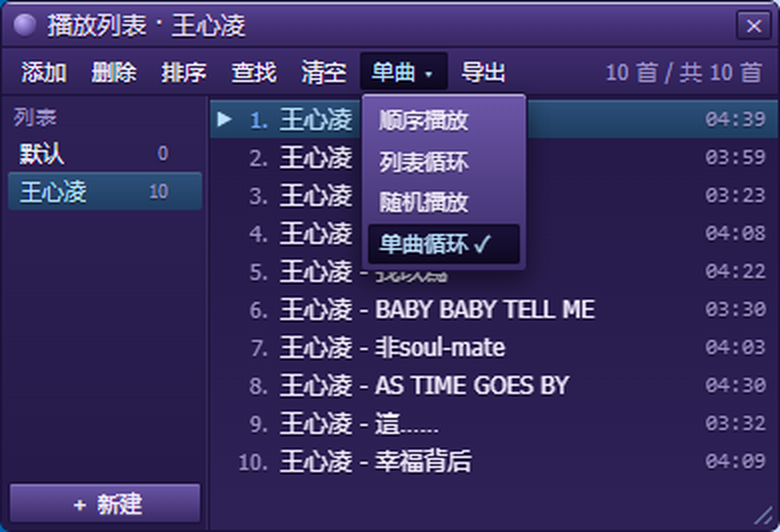 播放列表 · 王心凌
添加 删除 排序 查找 清空 单曲 导出 10 首 / 共 10 首
列表
默认 0
王心凌 10
+ 新建
1. 王心凌 04:39
2. 王心凌 03:59
3. 王心凌 03:23
4. 王心凌 04:08
5. 王心凌 - 04:22
6. 王心凌 - BABY BABY TELL ME 03:30
7. 王心凌 - 非soul-mate 04:03
8. 王心凌 - AS TIME GOES BY 04:30
9. 王心凌 - 這...... 03:32
10. 王心凌 - 幸福背后 04:09
顺序播放
列表循环
随机播放
单曲循环 ✓